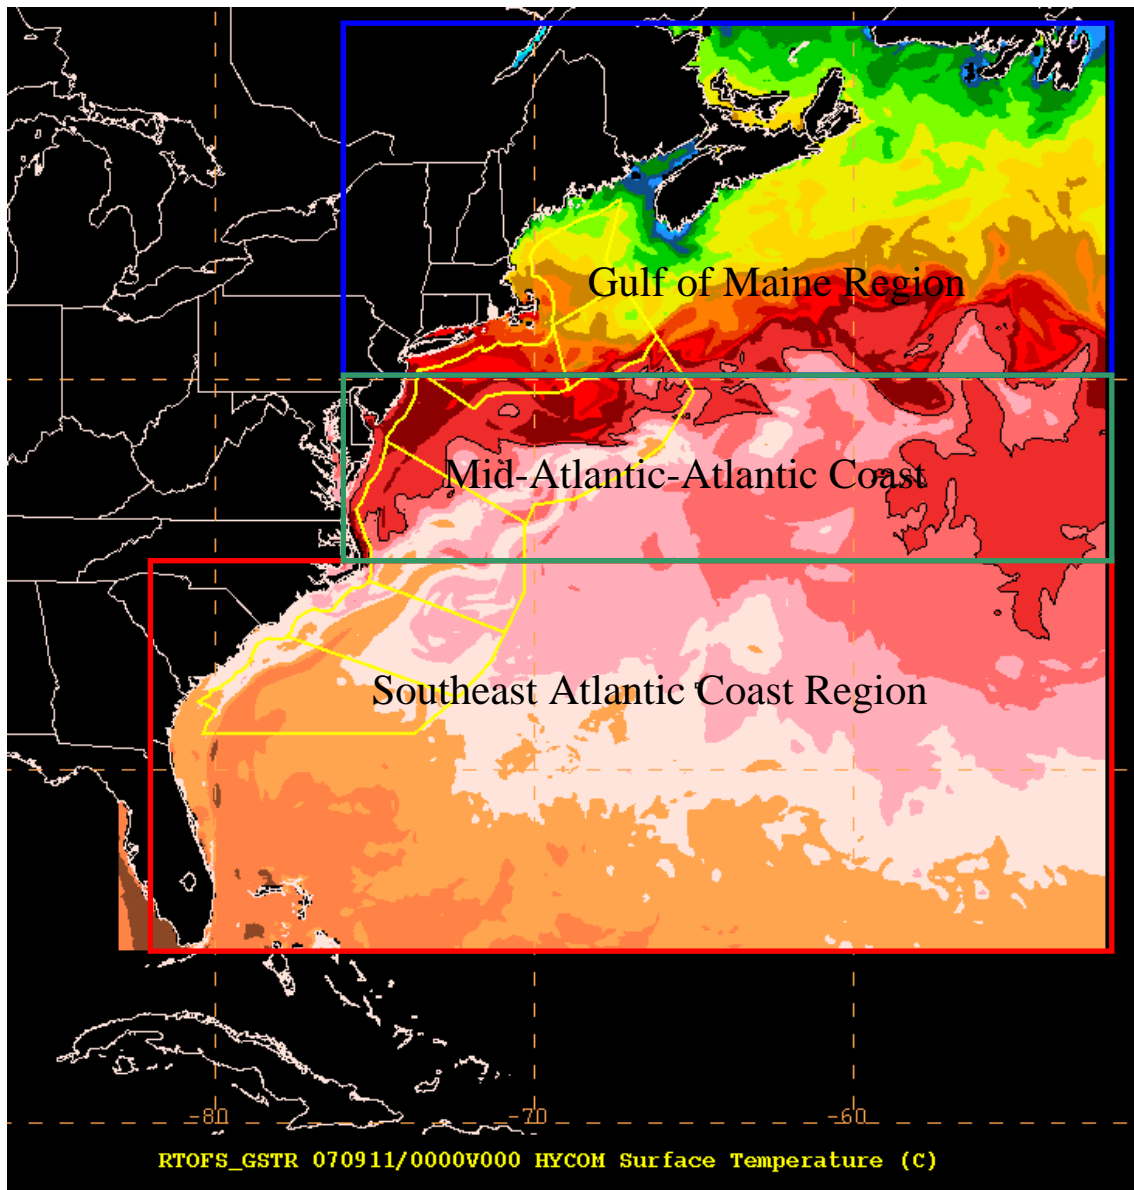 Gulf of Maine Region
Mid-Atlantic-Atlantic Coast
Southeast Atlantic Coast Region
-80 -70 -60
RTOFS_GSTR 070911/0000V000 HYCOM Surface Temperature (C)